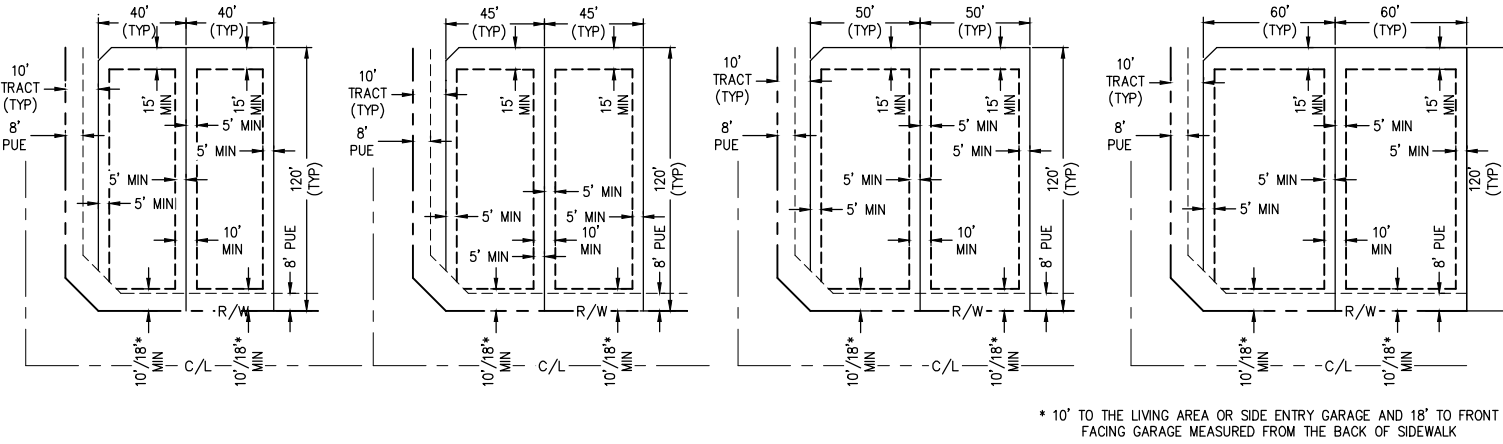 40' 40'
(TYP) (TYP)
10'
TRACT
(TYP)
8'
PUE
15'
MIN
15'
MIN
5' MIN
5' MIN
5' MIN
5' MIN
120'
(TYP)
10'
MIN
8' PUE
R/W
10'/18'*
MIN
10'/18'*
MIN
C/L
45' 45'
(TYP) (TYP)
10'
TRACT
(TYP)
8'
PUE
15'
MIN
15'
MIN
5' MIN
120'
(TYP)
5' MIN
5' MIN
5' MIN
10'
MIN
5' MIN
8' PUE
R/W
10'/18'*
MIN
10'/18'*
MIN
C/L
50' 50'
(TYP) (TYP)
10'
TRACT
(TYP)
8'
PUE
15'
MIN
15'
MIN
5' MIN
5' MIN
5' MIN
5' MIN
120'
(TYP)
10'
MIN
8' PUE
R/W
10'/18'*
MIN
10'/18'*
MIN
C/L
60' 60'
(TYP) (TYP)
10'
TRACT
(TYP)
8'
PUE
15'
MIN
15'
MIN
5' MIN
5' MIN
5' MIN
5' MIN
120'
(TYP)
10'
MIN
8' PUE
R/W
10'/18'*
MIN
10'/18'*
MIN
C/L
* 10' TO THE LIVING AREA OR SIDE ENTRY GARAGE AND 18' TO FRONT
FACING GARAGE MEASURED FROM THE BACK OF SIDEWALK